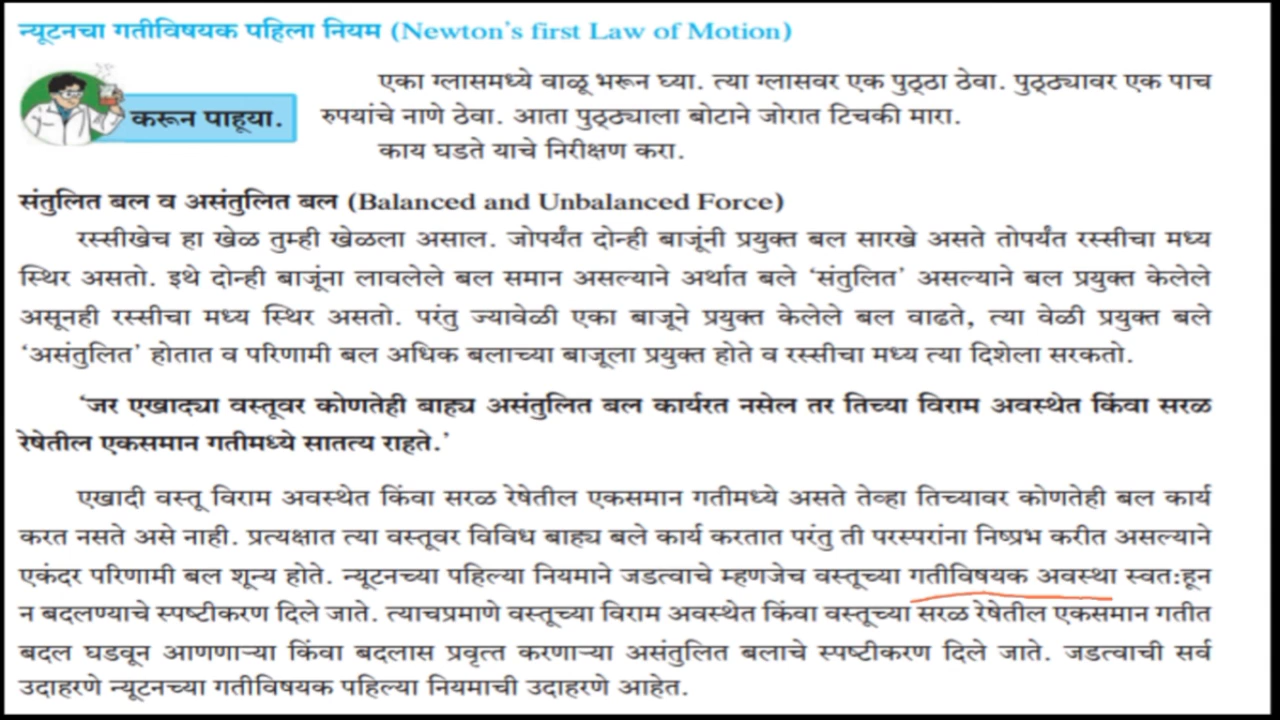 न्यूटनचा गतीविषयक पहिला नियम (Newton's first Law of Motion)
एका ग्लासमध्ये वाळू भरून घ्या. त्या ग्लासवर एक पुठ्ठा ठेवा. पुठ्ठ्यावर एक पाच
करून पाहूया.
रुपयांचे नाणे ठेवा. आता पुठ्ठ्याला बोटाने जोरात टिचकी मारा.
काय घडते याचे निरीक्षण करा.
संतुलित बल व असंतुलित बल (Balanced and Unbalanced Force)
रस्सीखेच हा खेळ तुम्ही खेळला असाल. जोपर्यंत दोन्ही बाजूंनी प्रयुक्त बल सारखे असते तोपर्यंत रस्सीचा मध्य
स्थिर असतो. इथे दोन्ही बाजूंना लावलेले बल समान असल्याने अर्थात बले ‘संतुलित’ असल्याने बल प्रयुक्त केलेले
असूनही रस्सीचा मध्य स्थिर असतो. परंतु ज्यावेळी एका बाजूने प्रयुक्त केलेले बल वाढते, त्या वेळी प्रयुक्त बले
‘असंतुलित’ होतात व परिणामी बल अधिक बलाच्या बाजूला प्रयुक्त होते व रस्सीचा मध्य त्या दिशेला सरकतो.
‘जर एखाद्या वस्तूवर कोणतेही बाह्य असंतुलित बल कार्यरत नसेल तर तिच्या विराम अवस्थेत किंवा सरळ
रेषेतील एकसमान गतीमध्ये सातत्य राहते.’
एखादी वस्तू विराम अवस्थेत किंवा सरळ रेषेतील एकसमान गतीमध्ये असते तेव्हा तिच्यावर कोणतेही बल कार्य
करत नसते असे नाही. प्रत्यक्षात त्या वस्तूवर विविध बाह्य बले कार्य करतात परंतु ती परस्परांना निष्प्रभ करीत असल्याने
एकंदर परिणामी बल शून्य होते. न्यूटनच्या पहिल्या नियमाने जडत्वाचे म्हणजेच वस्तूच्या गतीविषयक अवस्था स्वतःहून
न बदलण्याचे स्पष्टीकरण दिले जाते. त्याचप्रमाणे वस्तूच्या विराम अवस्थेत किंवा वस्तूच्या सरळ रेषेतील एकसमान गतीत
बदल घडवून आणणाऱ्या किंवा बदलास प्रवृत्त करणाऱ्या असंतुलित बलाचे स्पष्टीकरण दिले जाते. जडत्वाची सर्व
उदाहरणे न्यूटनच्या गतीविषयक पहिल्या नियमाची उदाहरणे आहेत.